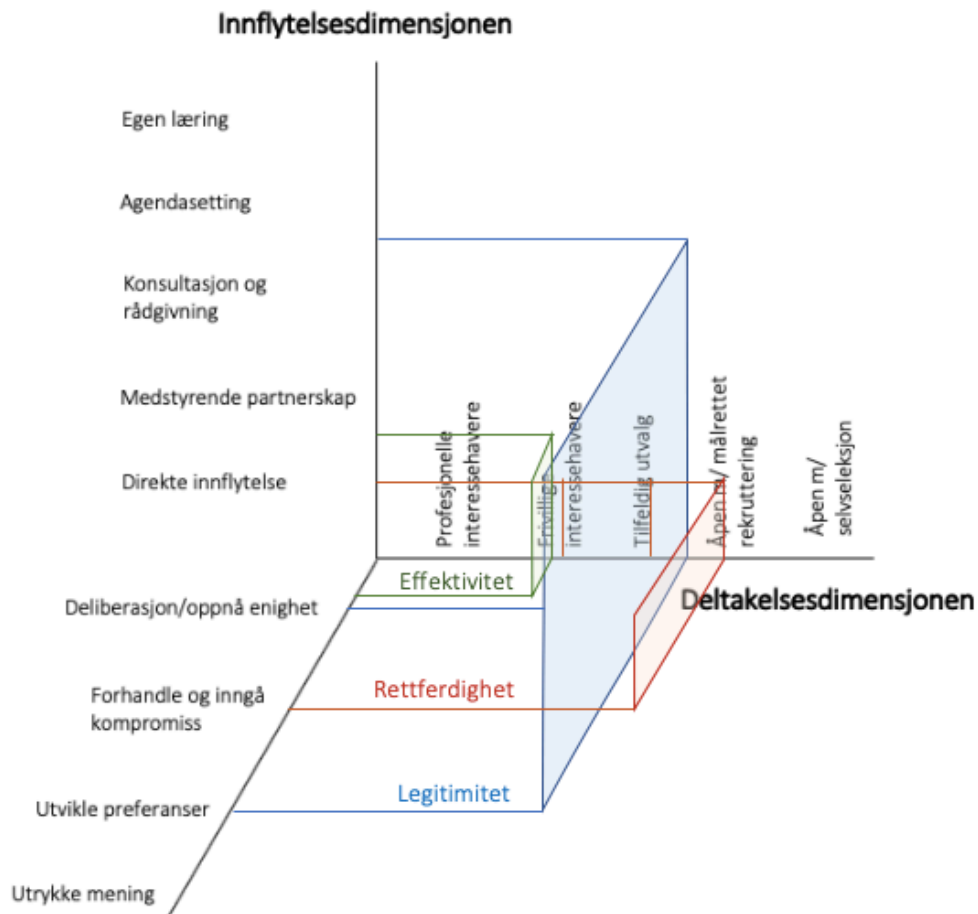 Innflytelsesdimensjonen
Egen læring
Agendasetting
Konsultasjon og
rådgivning
Medstyrende partnerskap
Direkte innflytelse
Profesjonelle
interessehavere
Frivillige
interessehavere
Tilfeldig utvalg
Åpen m/ målrettet
rekruttering
Åpen m/
selvseleksjon
Deltakelsesdimensjonen
Effektivitet
Deliberasjon/oppnå enighet
Rettferdighet
Forhandle og inngå
kompromiss
Legitimitet
Utvikle preferanser
Utrykke mening